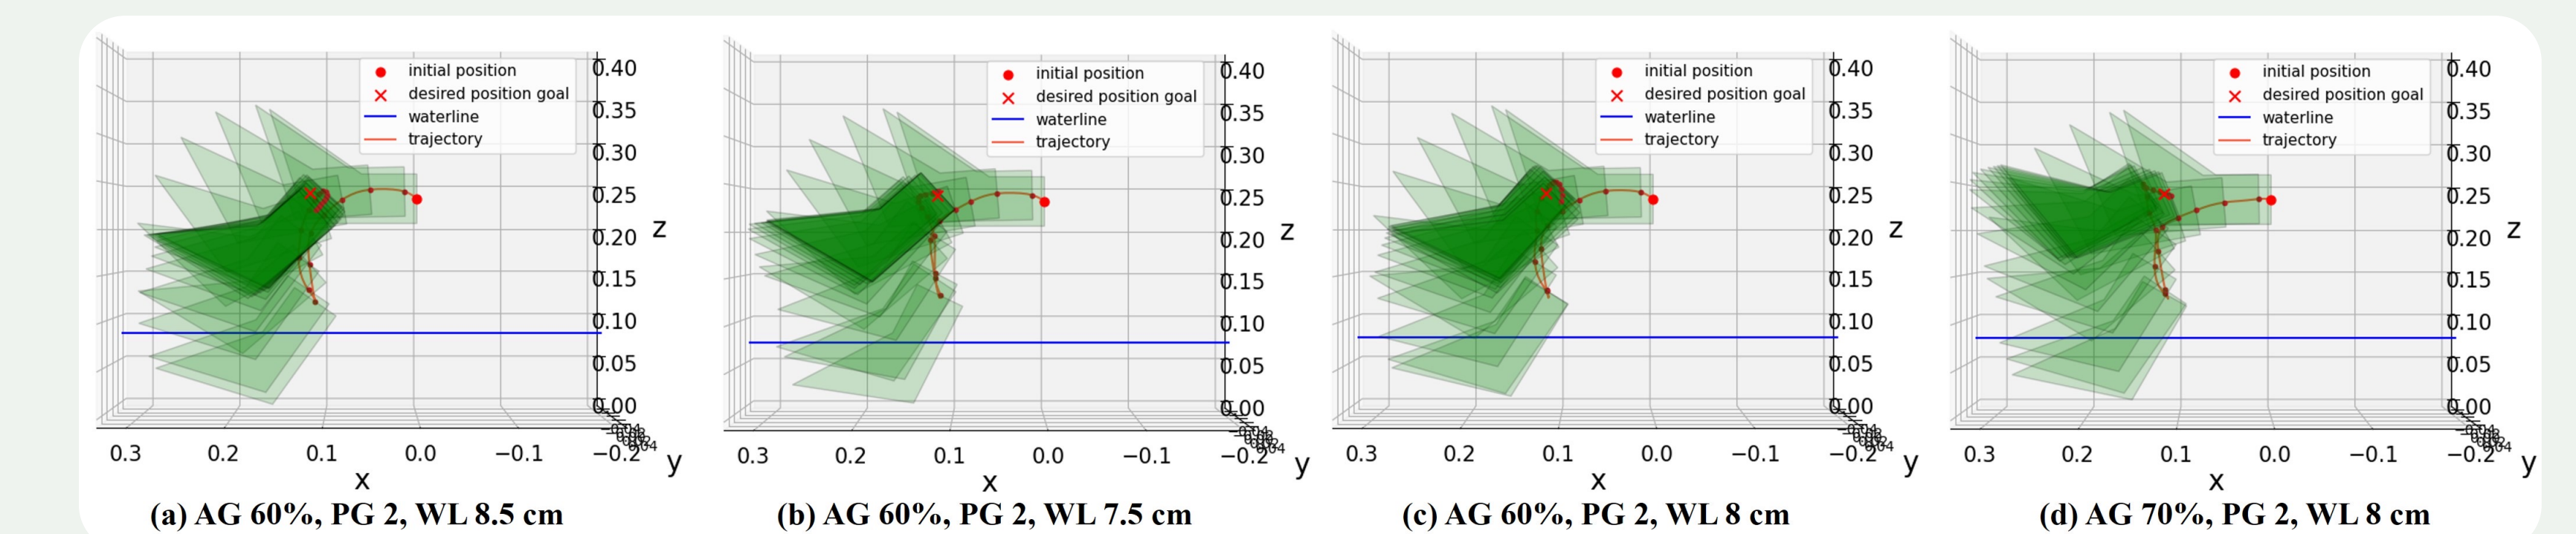 initial position
desired position goal
waterline
trajectory
0.40
0.35
0.30
0.25
0.20
0.15
0.10
0.05
0.00
z
0.3 0.2 0.1 0.0 −0.1 −0.2
x
y
(a) AG 60%, PG 2, WL 8.5 cm
initial position
desired position goal
waterline
trajectory
0.40
0.35
0.30
0.25
0.20
0.15
0.10
0.05
0.00
z
0.3 0.2 0.1 0.0 −0.1 −0.2
x
y
(b) AG 60%, PG 2, WL 7.5 cm
initial position
desired position goal
waterline
trajectory
0.40
0.35
0.30
0.25
0.20
0.15
0.10
0.05
0.00
z
0.3 0.2 0.1 0.0 −0.1 −0.2
x
y
(c) AG 60%, PG 2, WL 8 cm
initial position
desired position goal
waterline
trajectory
0.40
0.35
0.30
0.25
0.20
0.15
0.10
0.05
0.00
z
0.3 0.2 0.1 0.0 −0.1 −0.2
x
y
(d) AG 70%, PG 2, WL 8 cm